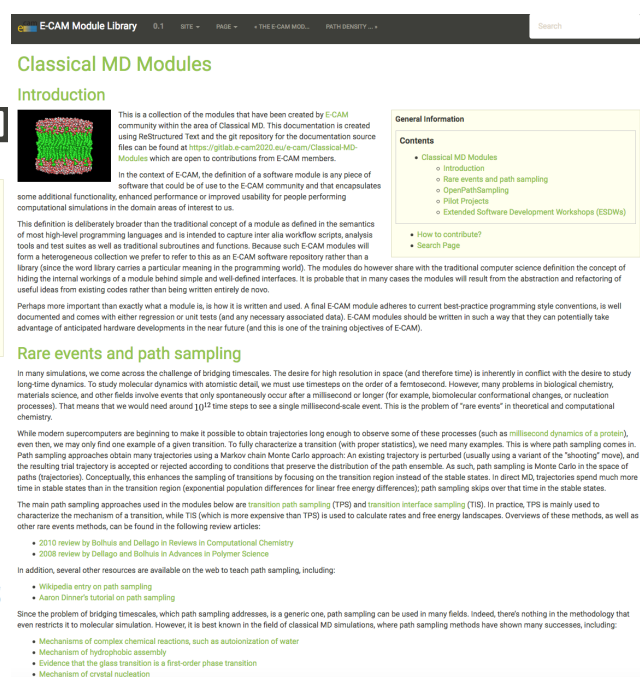 E-CAM Module Library 0.1 SITE PAGE « THE E-CAM MOD... PATH DENSITY ... » Search
Classical MD Modules
Introduction
This is a collection of the modules that have been created by E-CAM
community within the area of Classical MD. This documentation is created
using ReStructured Text and the git repository for the documentation source
files can be found at https://gitlab.e-cam2020.eu/e-cam/Classical-MD-
Modules which are open to contributions from E-CAM members.
In the context of E-CAM, the definition of a software module is any piece of
software that could be of use to the E-CAM community and that encapsulates
some additional functionality, enhanced performance or improved usability for people performing
computational simulations in the domain areas of interest to us.
General Information
Contents
• Classical MD Modules
Introduction
Rare events and path sampling
OpenPathSampling
Pilot Projects
Extended Software Development Workshops (ESDWs)
• How to contribute?
• Search Page
This definition is deliberately broader than the traditional concept of a module as defined in the semantics
of most high-level programming languages and is intended to capture inter alia workflow scripts, analysis
tools and test suites as well as traditional subroutines and functions. Because such E-CAM modules will
form a heterogeneous collection we prefer to refer to this as an E-CAM software repository rather than a
library (since the word library carries a particular meaning in the programming world). The modules do however share with the traditional computer science definition the concept of
hiding the internal workings of a module behind simple and well-defined interfaces. It is probable that in many cases the modules will result from the abstraction and refactoring of
useful ideas from existing codes rather than being written entirely de novo.
Perhaps more important than exactly what a module is, is how it is written and used. A final E-CAM module adheres to current best-practice programming style conventions, is well
documented and comes with either regression or unit tests (and any necessary associated data). E-CAM modules should be written in such a way that they can potentially take
advantage of anticipated hardware developments in the near future (and this is one of the training objectives of E-CAM).
Rare events and path sampling
In many simulations, we come across the challenge of bridging timescales. The desire for high resolution in space (and therefore time) is inherently in conflict with the desire to study
long-time dynamics. To study molecular dynamics with atomistic detail, we must use timesteps on the order of a femtosecond. However, many problems in biological chemistry,
materials science, and other fields involve events that only spontaneously occur after a millisecond or longer (for example, biomolecular conformational changes, or nucleation
processes). That means that we would need around 10¹² time steps to see a single millisecond-scale event. This is the problem of "rare events" in theoretical and computational
chemistry.
While modern supercomputers are beginning to make it possible to obtain trajectories long enough to observe some of these processes (such as millisecond dynamics of a protein),
even then, we may only find one example of a given transition. To fully characterize a transition (with proper statistics), we need many examples. This is where path sampling comes in.
Path sampling approaches obtain many trajectories using a Markov chain Monte Carlo approach: An existing trajectory is perturbed (usually using a variant of the "shooting" move), and
the resulting trial trajectory is accepted or rejected according to conditions that preserve the distribution of the path ensemble. As such, path sampling is Monte Carlo in the space of
paths (trajectories). Conceptually, this enhances the sampling of transitions by focusing on the transition region instead of the stable states. In direct MD, trajectories spend much more
time in stable states than in the transition region (exponential population differences for linear free energy differences); path sampling skips over that time in the stable states.
The main path sampling approaches used in the modules below are transition path sampling (TPS) and transition interface sampling (TIS). In practice, TPS is mainly used to
characterize the mechanism of a transition, while TIS (which is more expensive than TPS) is used to calculate rates and free energy landscapes. Overviews of these methods, as well as
other rare events methods, can be found in the following review articles:
• 2010 review by Bolhuis and Dellago in Reviews in Computational Chemistry
• 2008 review by Dellago and Bolhuis in Advances in Polymer Science
In addition, several other resources are available on the web to teach path sampling, including:
• Wikipedia entry on path sampling
• Aaron Dinner's tutorial on path sampling
Since the problem of bridging timescales, which path sampling addresses, is a generic one, path sampling can be used in many fields. Indeed, there's nothing in the methodology that
even restricts it to molecular simulation. However, it is best known in the field of classical MD simulations, where path sampling methods have shown many successes, including:
• Mechanisms of complex chemical reactions, such as autoionization of water
• Mechanism of hydrophobic assembly
• Evidence that the glass transition is a first-order phase transition
• Mechanism of crystal nucleation